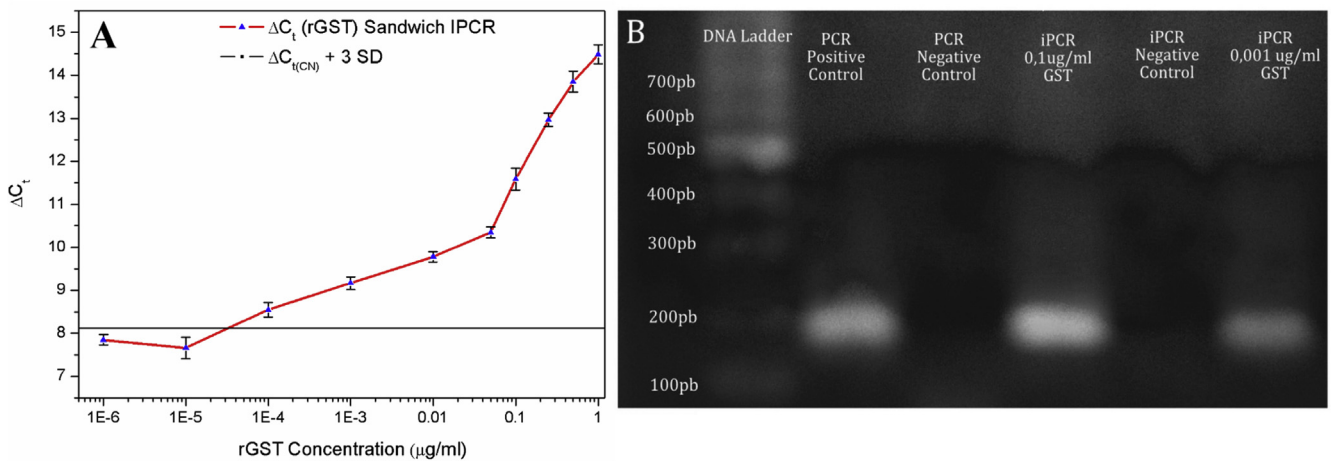 A
ΔCt (rGST) Sandwich IPCR
ΔCt(CN) + 3 SD
15
14
13
12
11
10
9
8
7
ΔCt
1E-6
1E-5
1E-4
1E-3
0.01
0.1
1
rGST Concentration (μg/ml)
B
DNA Ladder
PCR
Positive
Control
PCR
Negative
Control
iPCR
0,1ug/ml
GST
iPCR
Negative
Control
iPCR
0,001 ug/ml
GST
700pb
600pb
500pb
400pb
300pb
200pb
100pb